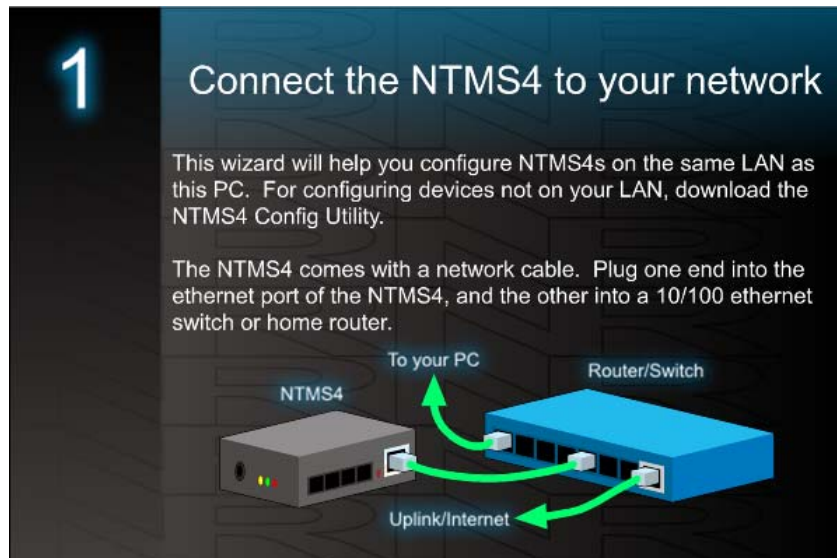 1
Connect the NTMS4 to your network
This wizard will help you configure NTMS4s on the same LAN as
this PC. For configuring devices not on your LAN, download the
NTMS4 Config Utility.
The NTMS4 comes with a network cable. Plug one end into the
ethernet port of the NTMS4, and the other into a 10/100 ethernet
switch or home router.
To your PC
Router/Switch
NTMS4
Uplink/Internet